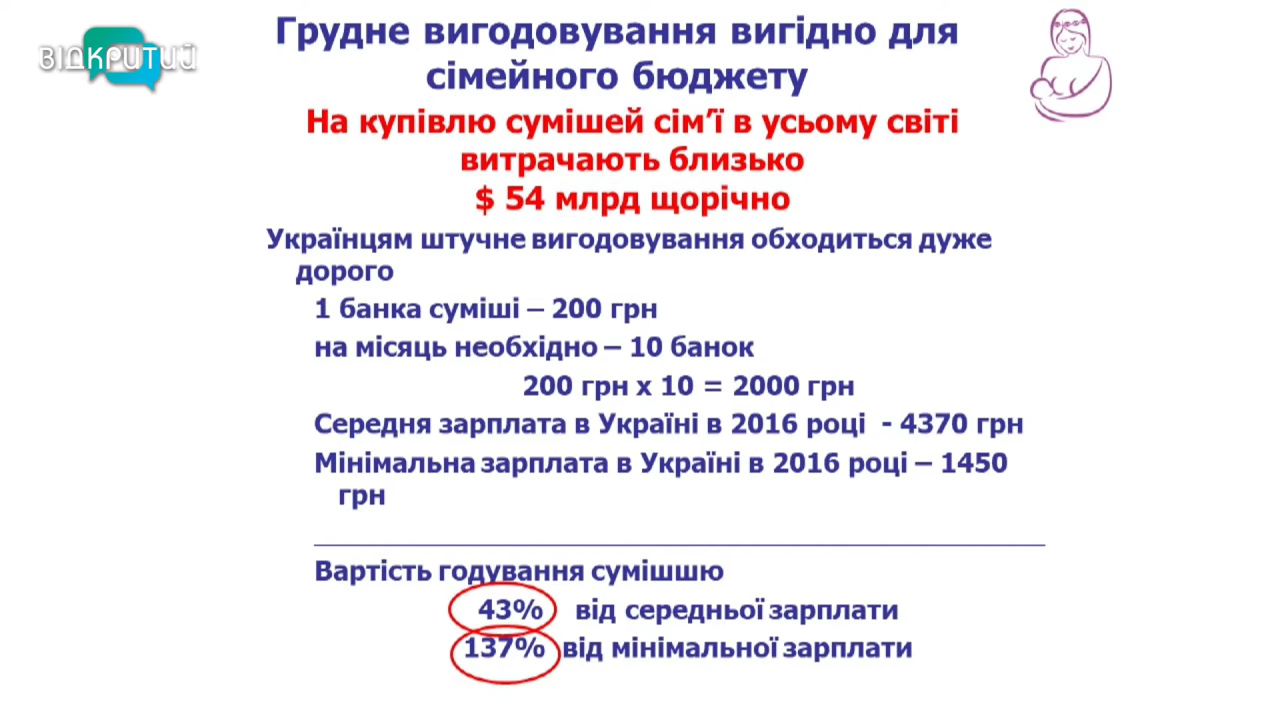 ВІДКРИТИЙ
Грудне вигодовування вигідно для
сімейного бюджету
На купівлю сумішей сім’ї в усьому світі
витрачають близько
$ 54 млрд щорічно
Українцям штучне вигодовування обходиться дуже
дорого
1 банка суміші – 200 грн
на місяць необхідно – 10 банок
200 грн х 10 = 2000 грн
Середня зарплата в Україні в 2016 році - 4370 грн
Мінімальна зарплата в Україні в 2016 році – 1450
грн
Вартість годування сумішшю
43% від середньої зарплати
137% від мінімальної зарплати